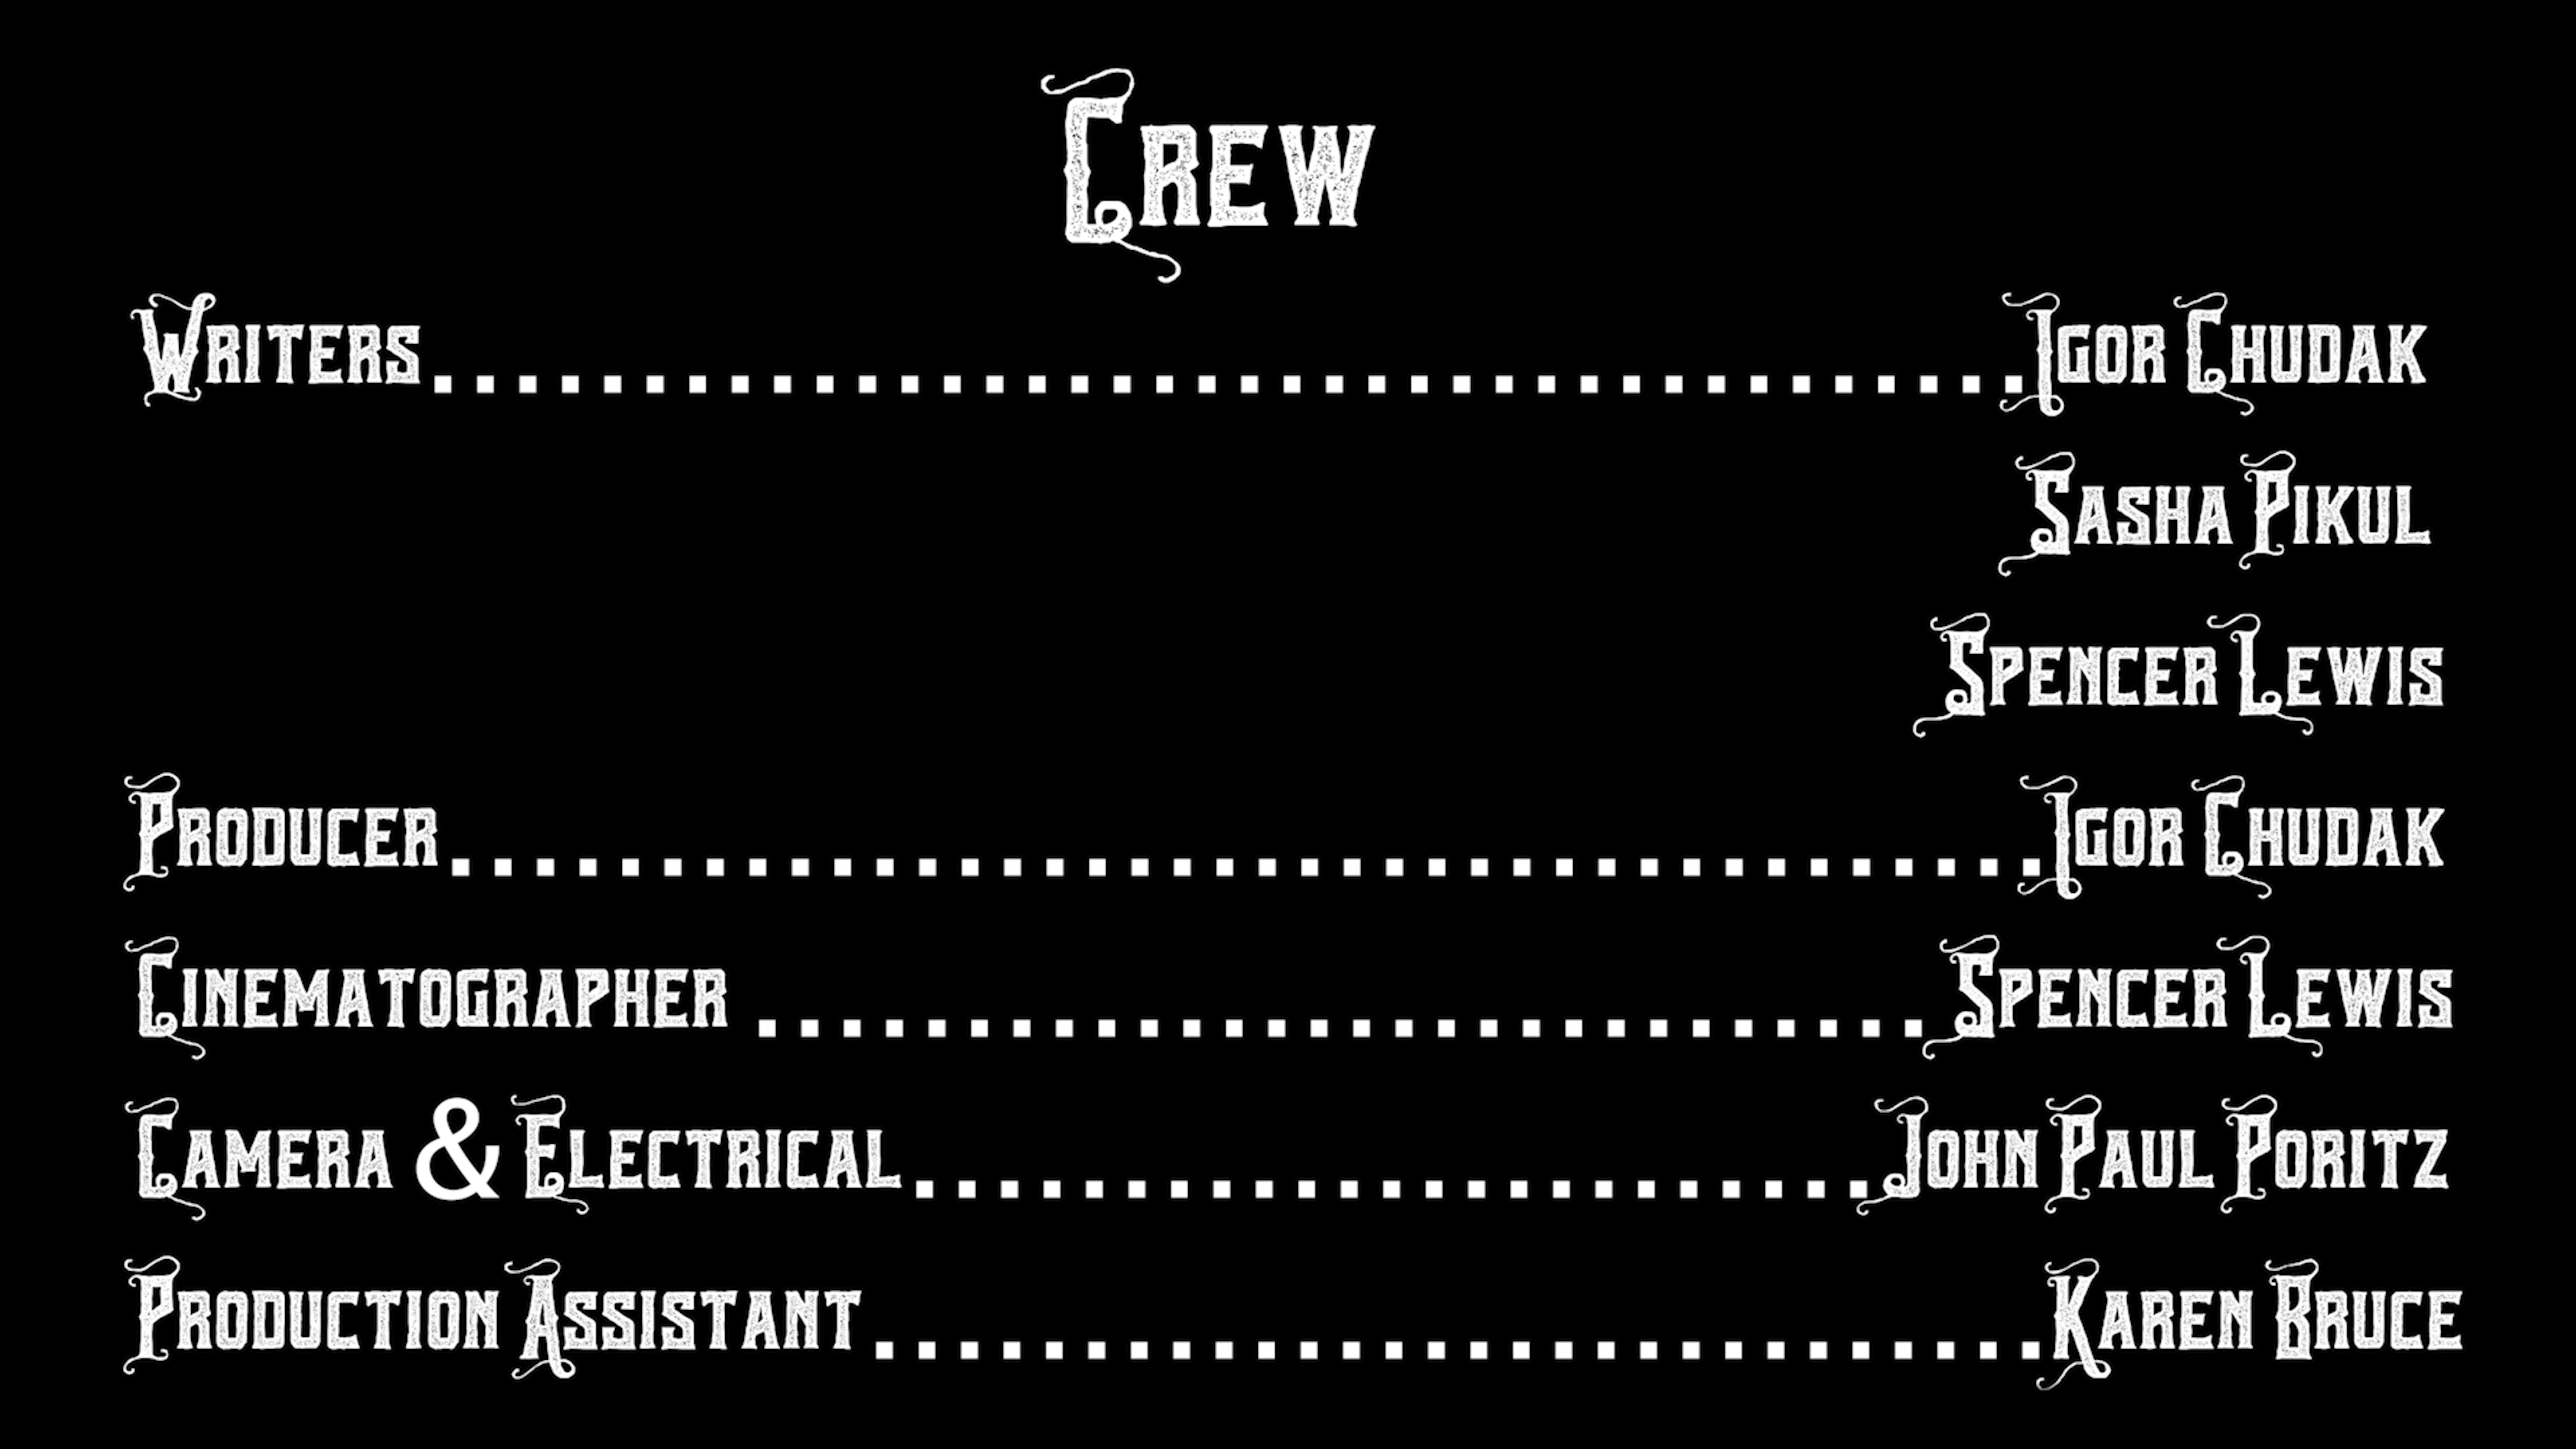 Crew
Writers......................................Igor Chudak
Sasha Pikul
Spencer Lewis
Producer......................................Igor Chudak
Cinematographer ............................Spencer Lewis
Camera & Electrical.......................John Paul Poritz
Production Assistant............................Karen Bruce